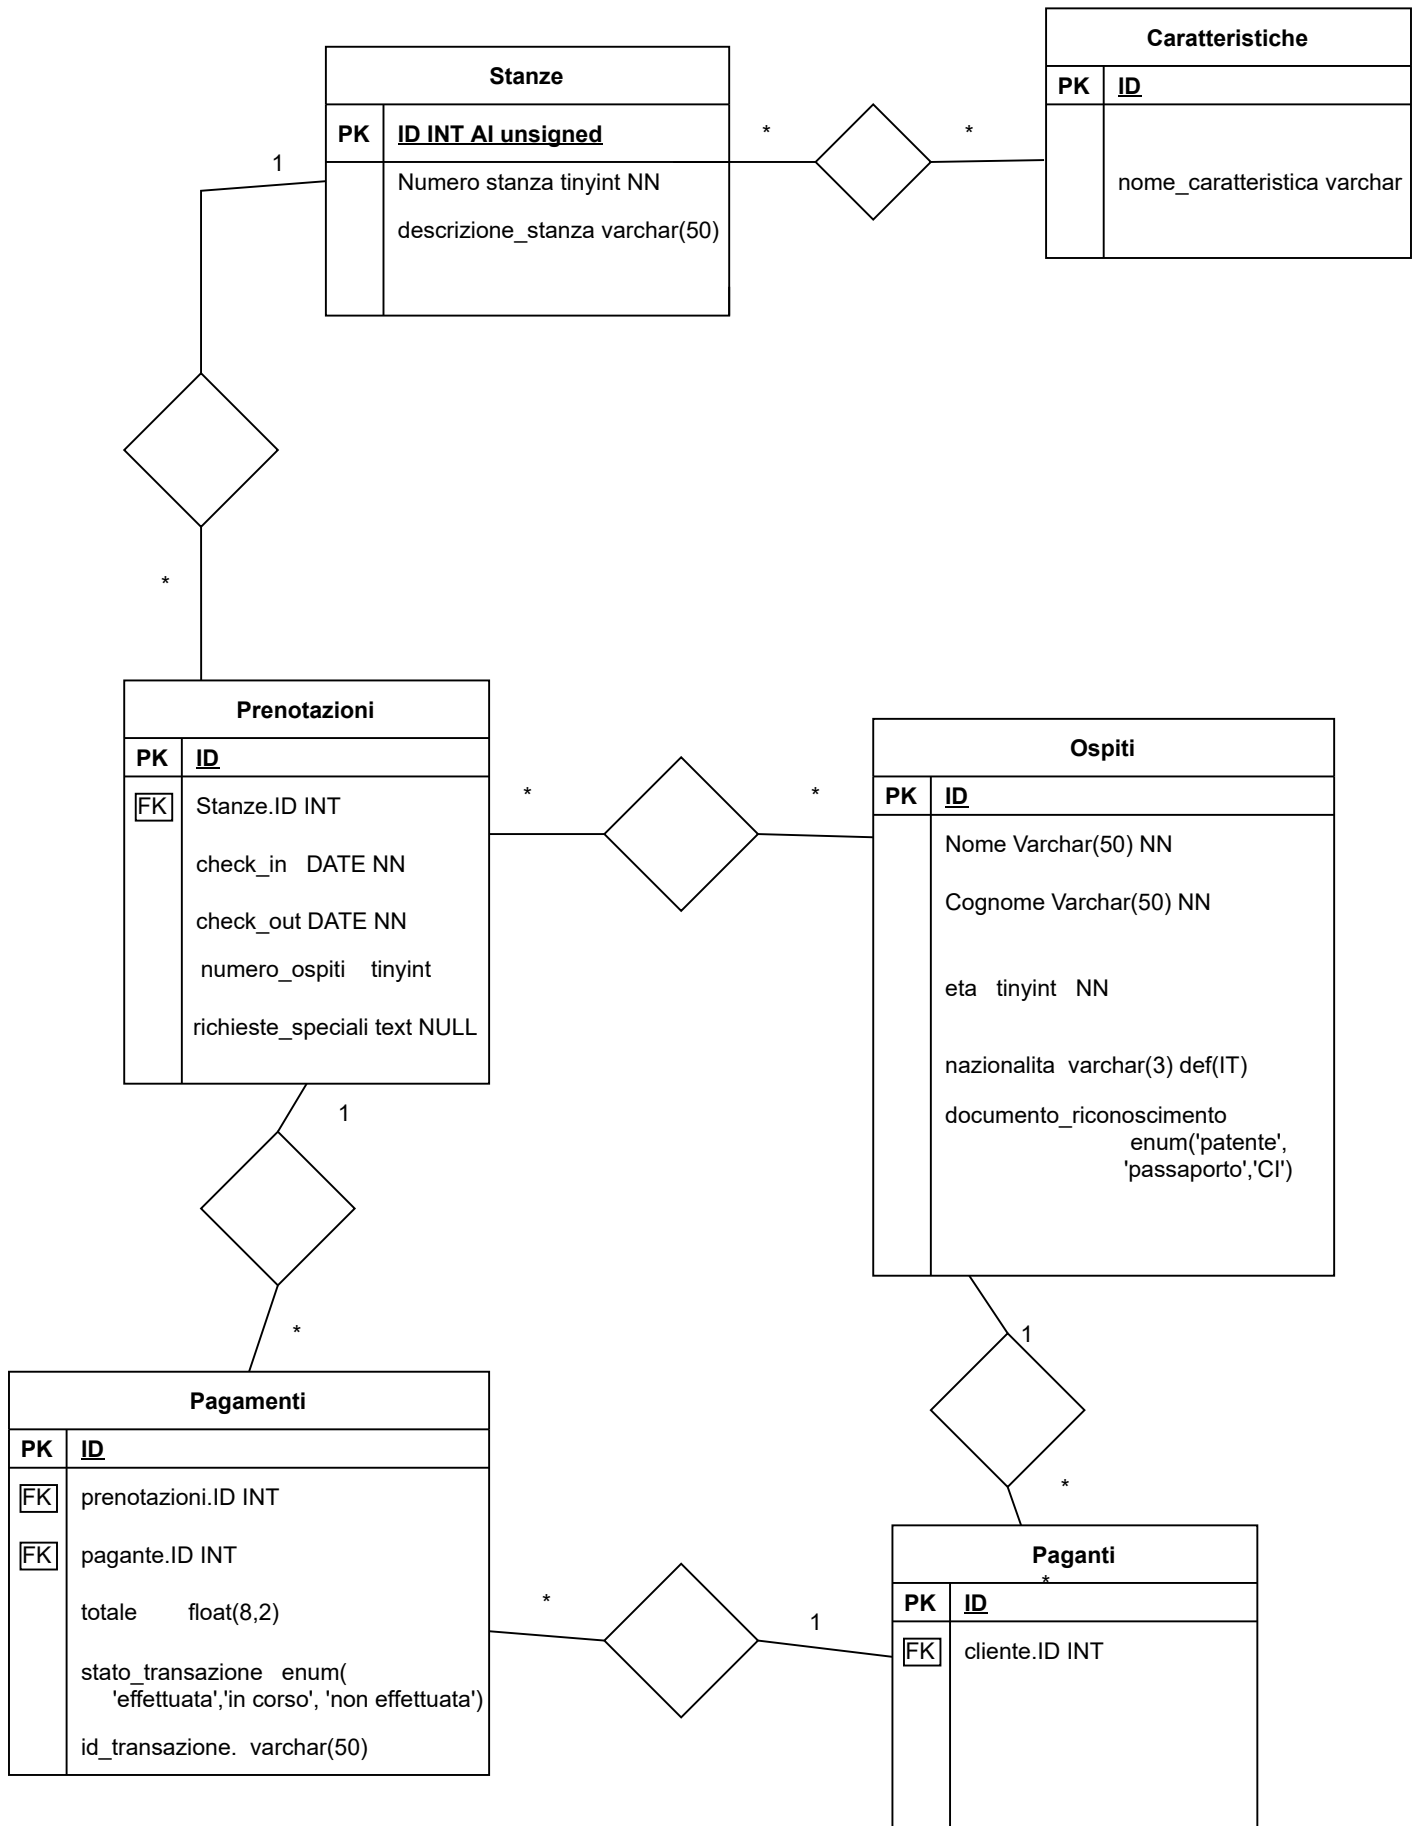 Caratteristiche
PK ID
nome_caratteristica varchar
Stanze
PK ID INT AI unsigned
Numero stanza tinyint NN
descrizione_stanza varchar(50)
* *
1
*
Prenotazioni
PK ID
FK Stanze.ID INT
check_in DATE NN
check_out DATE NN
numero_ospiti tinyint
richieste_speciali text NULL
* *
Ospiti
PK ID
Nome Varchar(50) NN
Cognome Varchar(50) NN
eta tinyint NN
nazionalita varchar(3) def(IT)
documento_riconoscimento
enum('patente',
'passaporto','CI')
1
*
1
*
Pagamenti
PK ID
FK prenotazioni.ID INT
FK pagante.ID INT
totale float(8,2)
stato_transazione enum(
'effettuata','in corso', 'non effettuata')
id_transazione. varchar(50)
* 1
Paganti
*
PK ID
FK cliente.ID INT